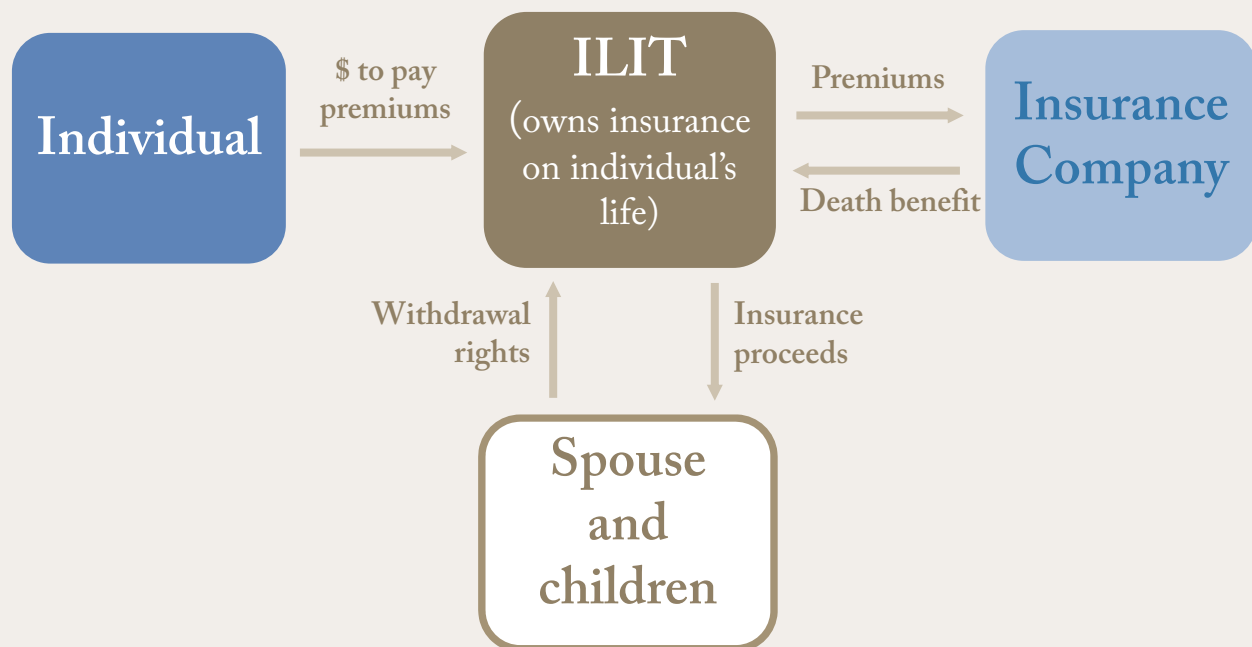 Individual
$ to pay
premiums
ILIT
(owns insurance
on individual’s
life)
Premiums
Death benefit
Insurance
Company
Withdrawal
rights
Insurance
proceeds
Spouse
and
children